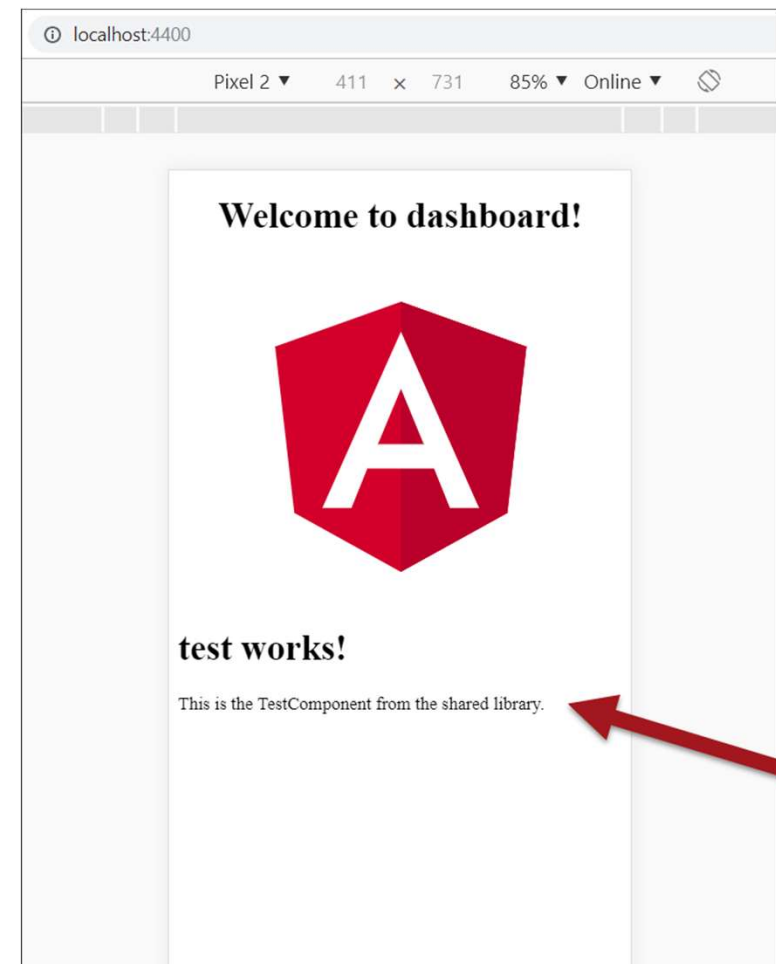 localhost:4400
Pixel 2 ▼ 411 × 731 85% ▼ Online ▼
Welcome to dashboard!
A
test works!
This is the TestComponent from the shared library.